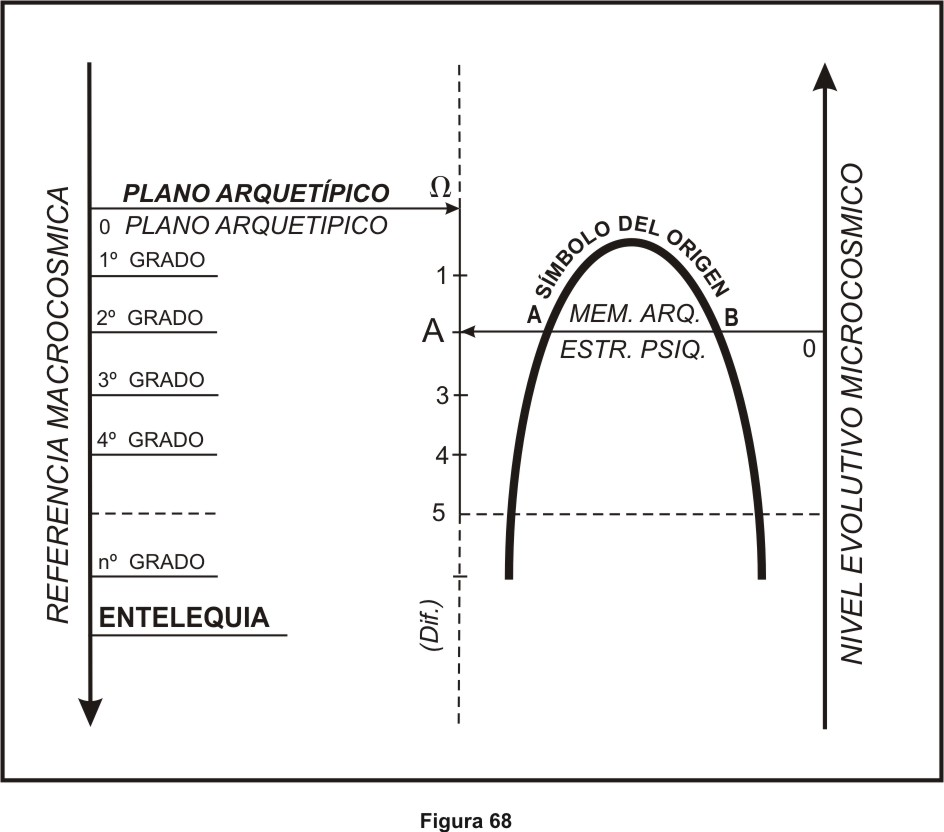 REFERENCIA MACROCOSMICA
PLANO ARQUETÍPICO
0 PLANO ARQUETIPICO
1º GRADO
2º GRADO
3º GRADO
4º GRADO
nº GRADO
ENTELEQUIA
Ω
1
A
3
4
5
(Dif.)
SÍMBOLO DEL ORIGEN
A
MEM. ARQ.
B
ESTR. PSIQ.
0
NIVEL EVOLUTIVO MICROCOSMICO
Figura 68